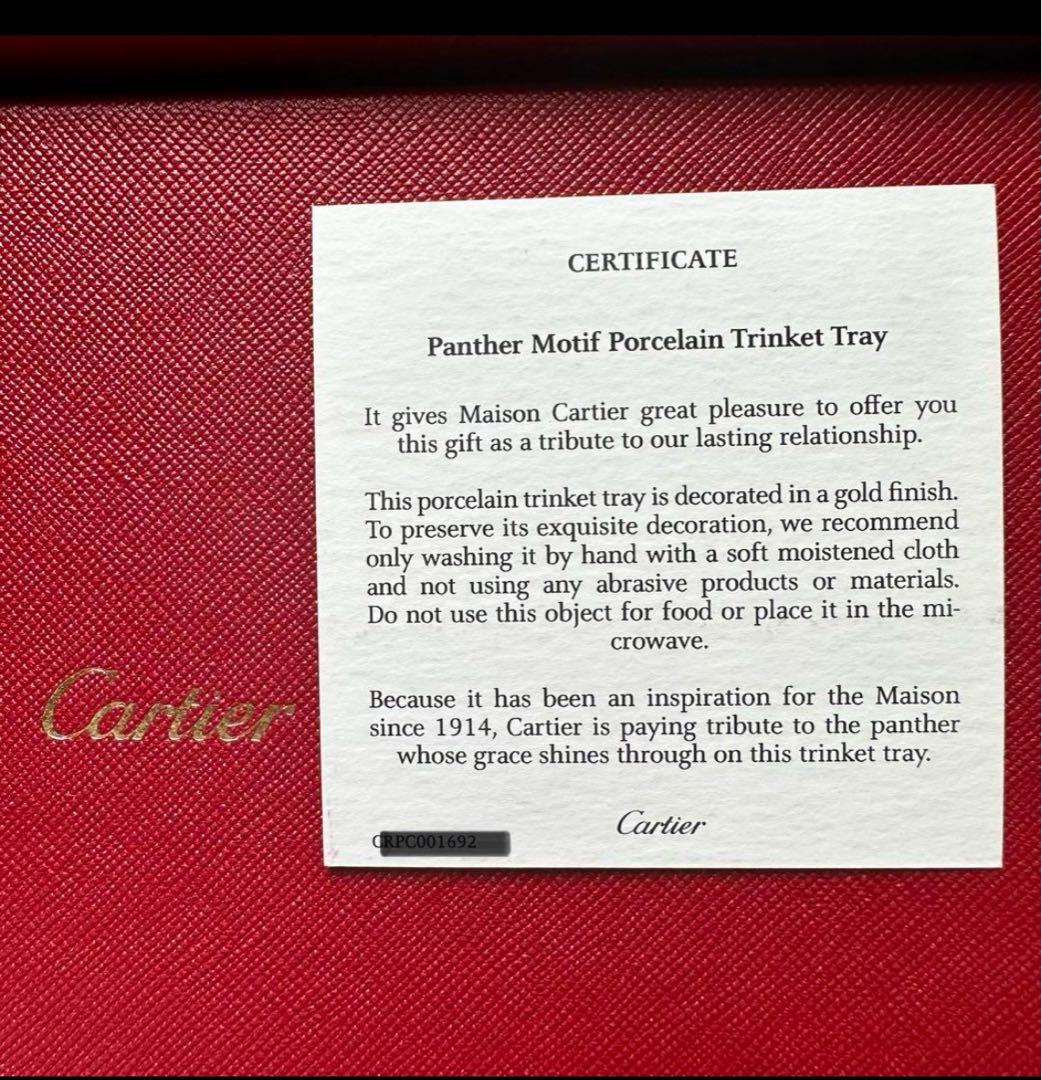 CERTIFICATE
Panther Motif Porcelain Trinket Tray
It gives Maison Cartier great pleasure to offer you
this gift as a tribute to our lasting relationship.
This porcelain trinket tray is decorated in a gold finish.
To preserve its exquisite decoration, we recommend
only washing it by hand with a soft moistened cloth
and not using any abrasive products or materials.
Do not use this object for food or place it in the mi-
crowave.
Because it has been an inspiration for the Maison
since 1914, Cartier is paying tribute to the panther
whose grace shines through on this trinket tray.
Cartier
CRPC001692
Cartier